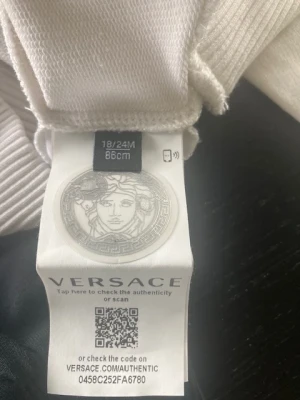 18/24M
86cm
VERSACE
Tap here to check the authenticity
or scan
or check the code on
VERSACE.COM/AUTHENTIC
0458C252FA6780